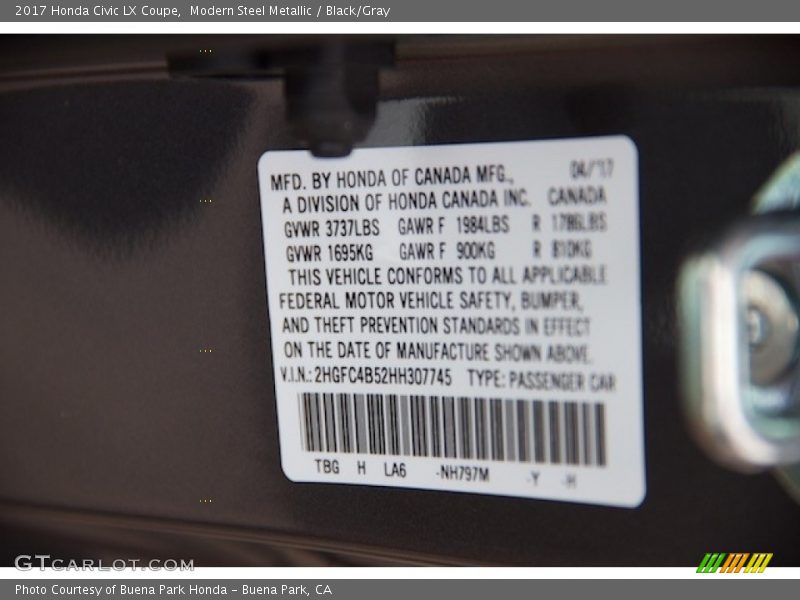 2017 Honda Civic LX Coupe,  Modern Steel Metallic / Black/Gray
MFD. BY HONDA OF CANADA MFG., 04/'17
A DIVISION OF HONDA CANADA INC. CANADA
GVWR 3737LBS GAWR F 1984LBS R 1786LBS
GVWR 1695KG GAWR F 900KG R 810KG
THIS VEHICLE CONFORMS TO ALL APPLICABLE
FEDERAL MOTOR VEHICLE SAFETY, BUMPER,
AND THEFT PREVENTION STANDARDS IN EFFECT
ON THE DATE OF MANUFACTURE SHOWN ABOVE.
V.I.N.: 2HGFC4B52HH307745 TYPE: PASSENGER CAR
TBG H LA6 -NH797M -Y -H
GTCARLOT.COM
Photo Courtesy of Buena Park Honda – Buena Park, CA